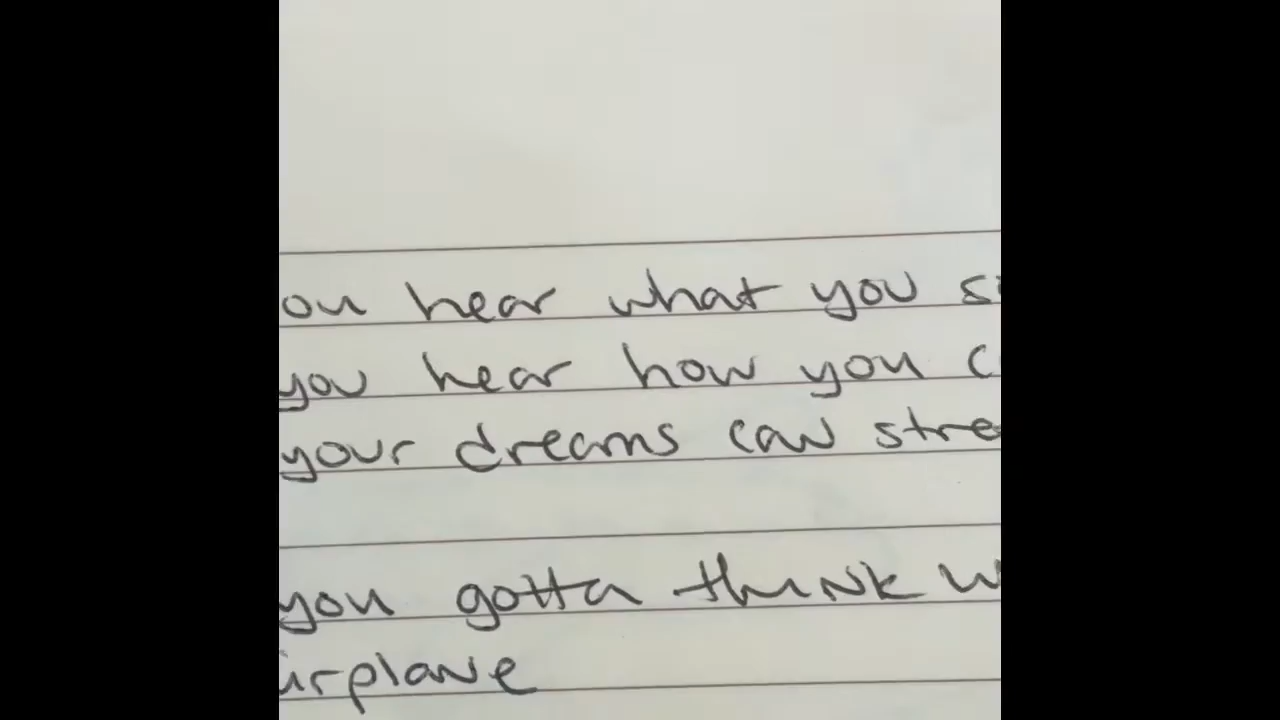 ou hear what you s
you hear how you c
your dreams can stre
you gotta think w
irplane